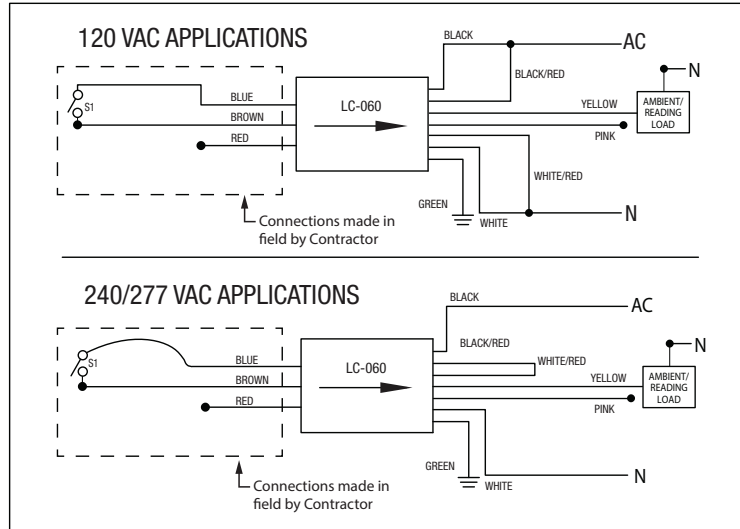 120 VAC APPLICATIONS
BLACK
AC
BLACK/RED
N
S1
BLUE
LC-060
YELLOW
AMBIENT/
READING
LOAD
BROWN
PINK
RED
WHITE/RED
GREEN
WHITE
N
Connections made in
field by Contractor
240/277 VAC APPLICATIONS
BLACK
AC
BLACK/RED
N
S1
BLUE
LC-060
WHITE/RED
YELLOW
AMBIENT/
READING
LOAD
BROWN
PINK
RED
GREEN
WHITE
N
Connections made in
field by Contractor